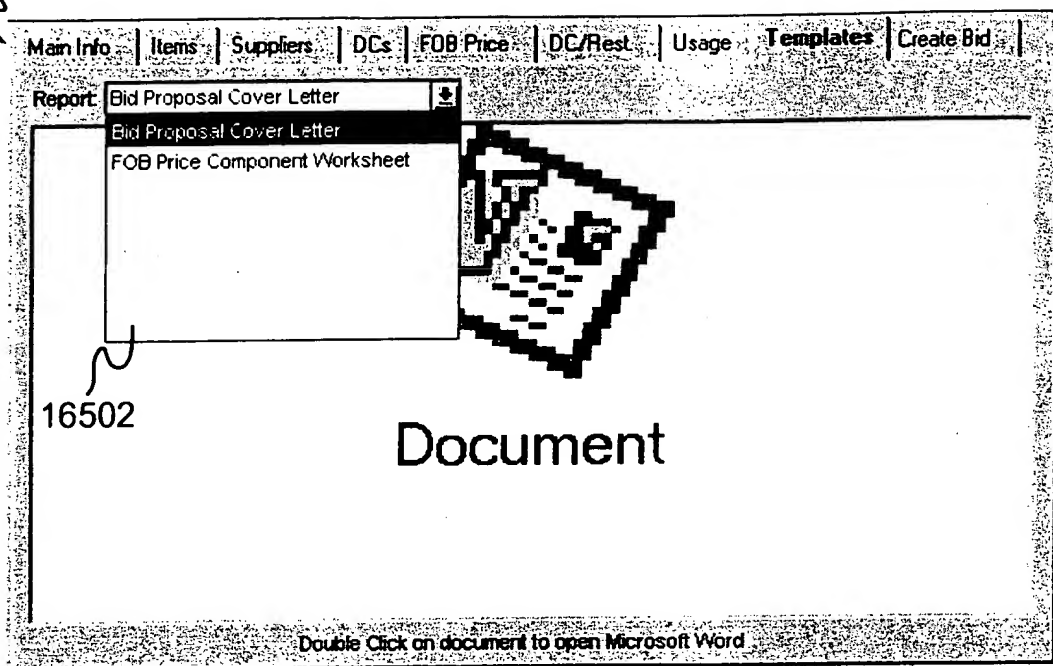 Main Info Items Suppliers DCs FOB Price DC/Rest Usage Templates Create Bid
Report: Bid Proposal Cover Letter
Bid Proposal Cover Letter
FOB Price Component Worksheet
16502
Document
Double Click on document to open Microsoft Word